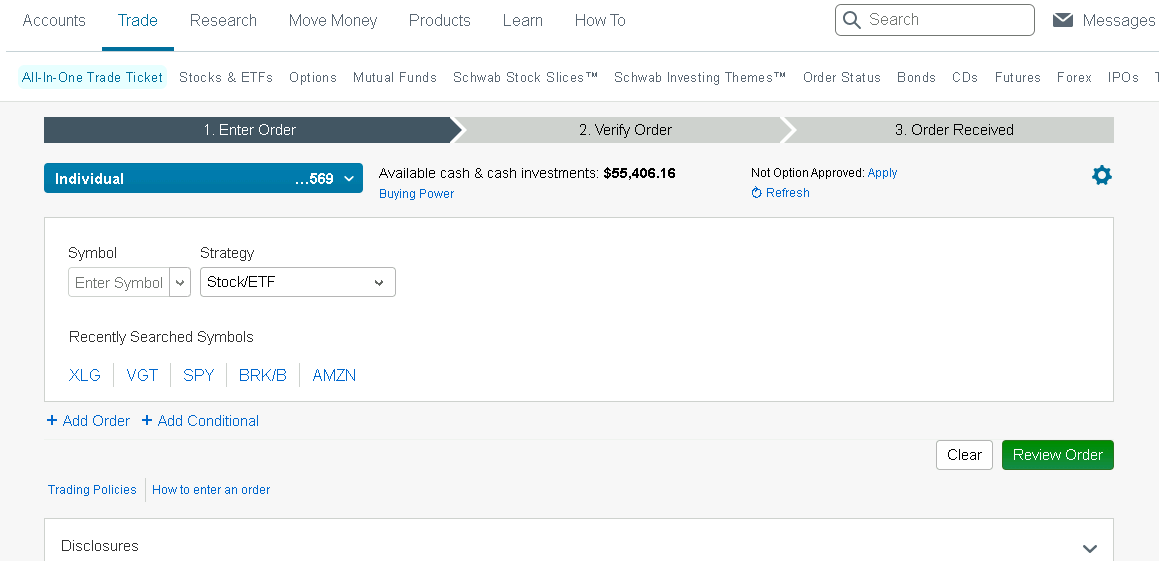 Accounts Trade Research Move Money Products Learn How To Search Messages
All-In-One Trade Ticket Stocks & ETFs Options Mutual Funds Schwab Stock Slices™ Schwab Investing Themes™ Order Status Bonds CDs Futures Forex IPOs
1. Enter Order 2. Verify Order 3. Order Received
Individual ...569 Available cash & cash investments: $55,406.16 Not Option Approved: Apply
Buying Power Refresh
Symbol Strategy
Enter Symbol Stock/ETF
Recently Searched Symbols
XLG VGT SPY BRK/B AMZN
+ Add Order + Add Conditional
Clear Review Order
Trading Policies How to enter an order
Disclosures